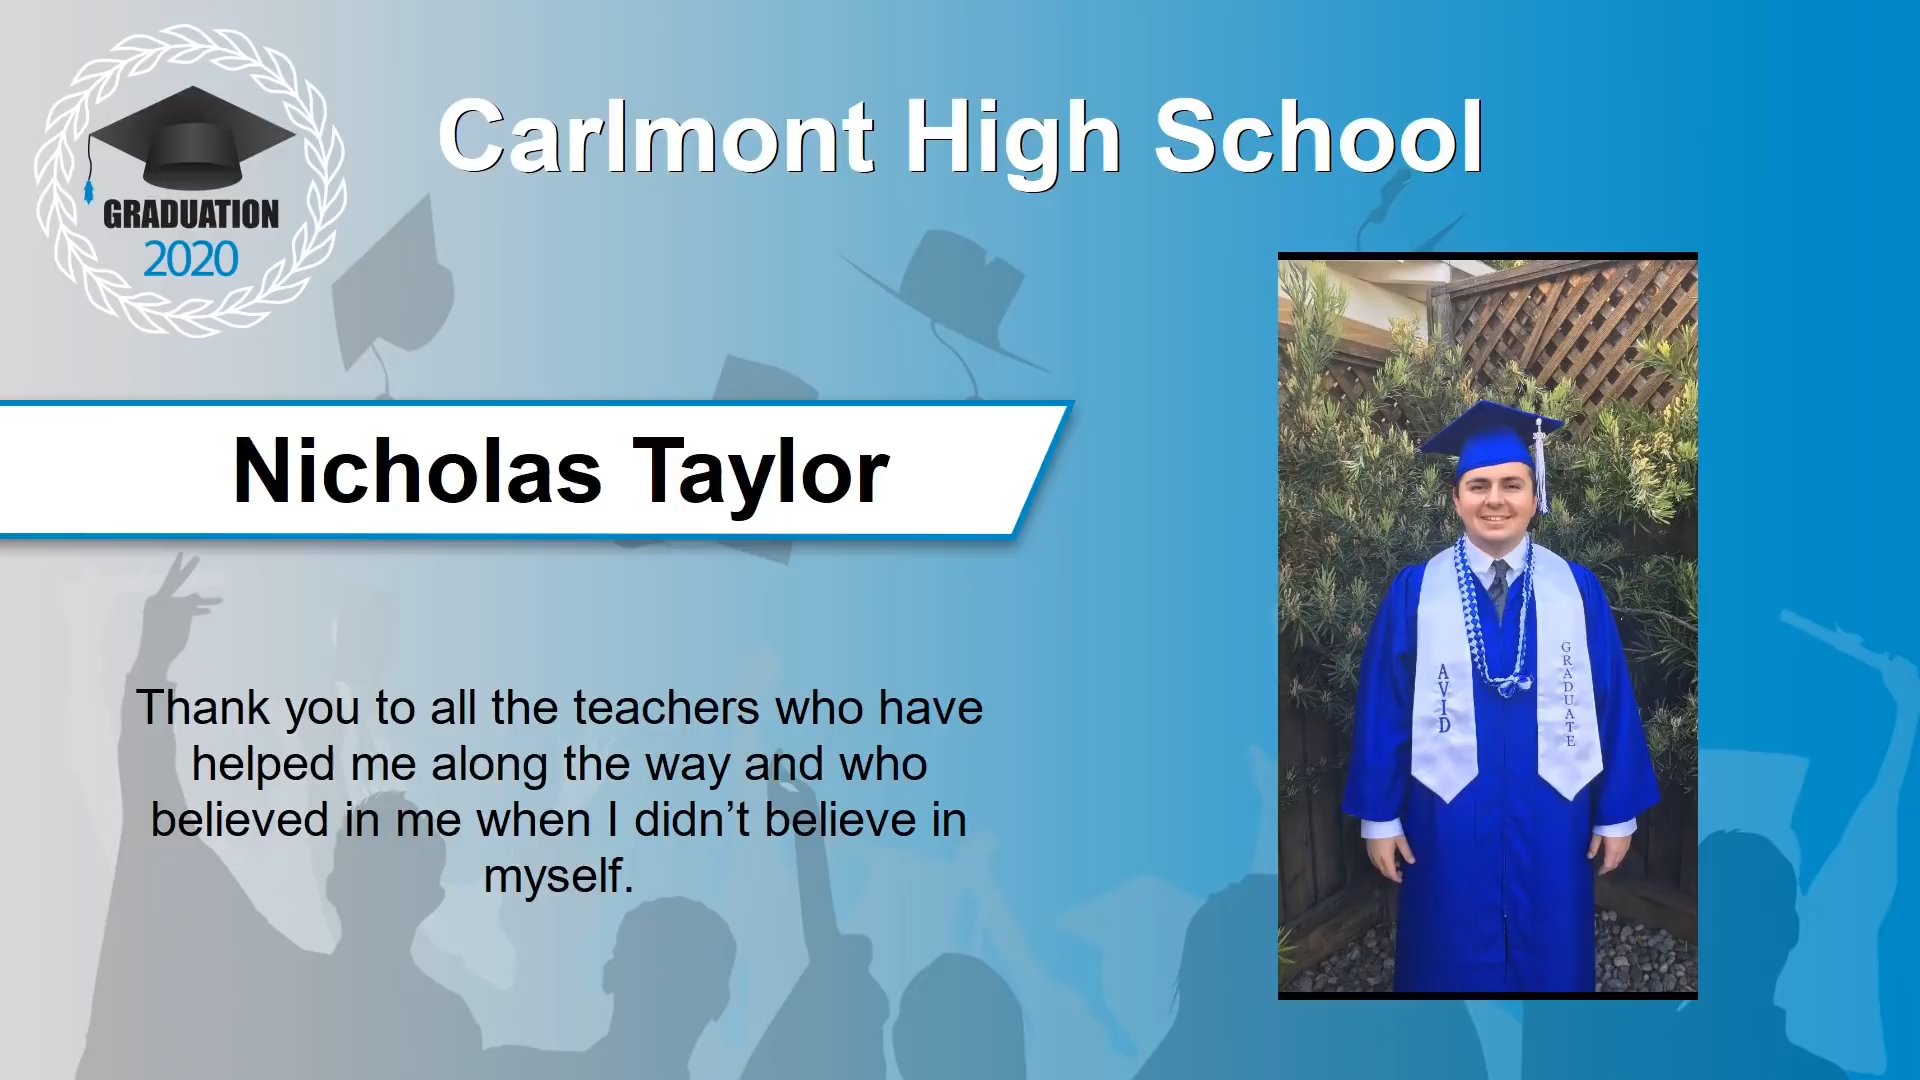 Carlmont High School
GRADUATION
2020
Nicholas Taylor
Thank you to all the teachers who have
helped me along the way and who
believed in me when I didn’t believe in
myself.
AVID
GRADUATE